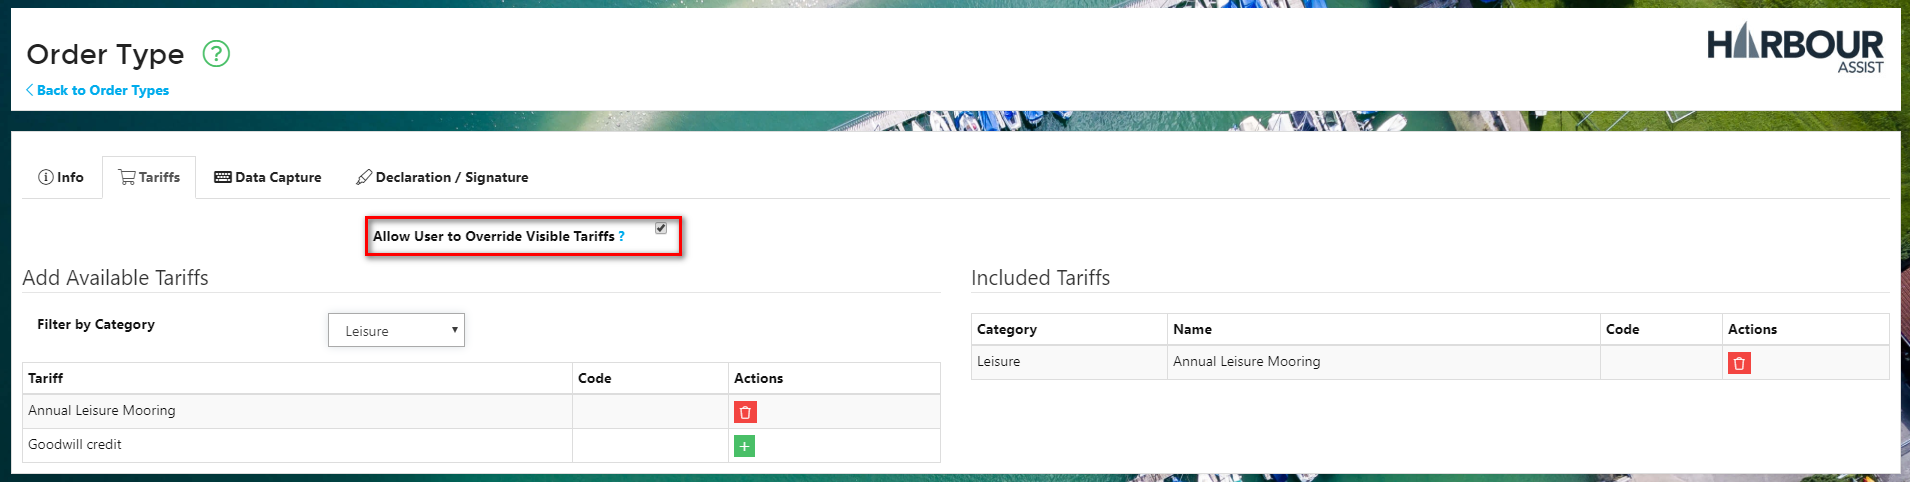 Order Type ?
HARBOUR
ASSIST
Back to Order Types
Info
Tariffs
Data Capture
Declaration / Signature
Allow User to Override Visible Tariffs ?
Add Available Tariffs
Filter by Category
Leisure
Tariff Code Actions
Annual Leisure Mooring
Goodwill credit
Included Tariffs
Category Name Code Actions
Leisure Annual Leisure Mooring